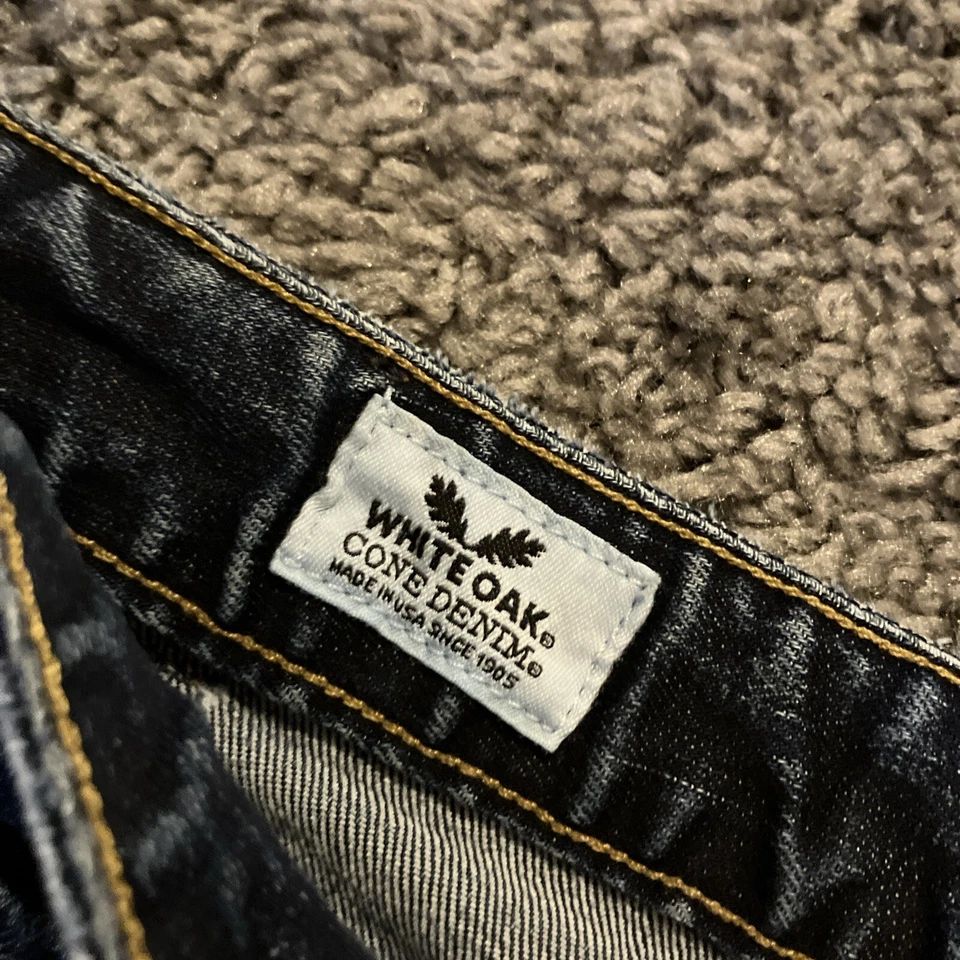 WHITE OAK®
CONE DENIM®
MADE IN USA SINCE 1905